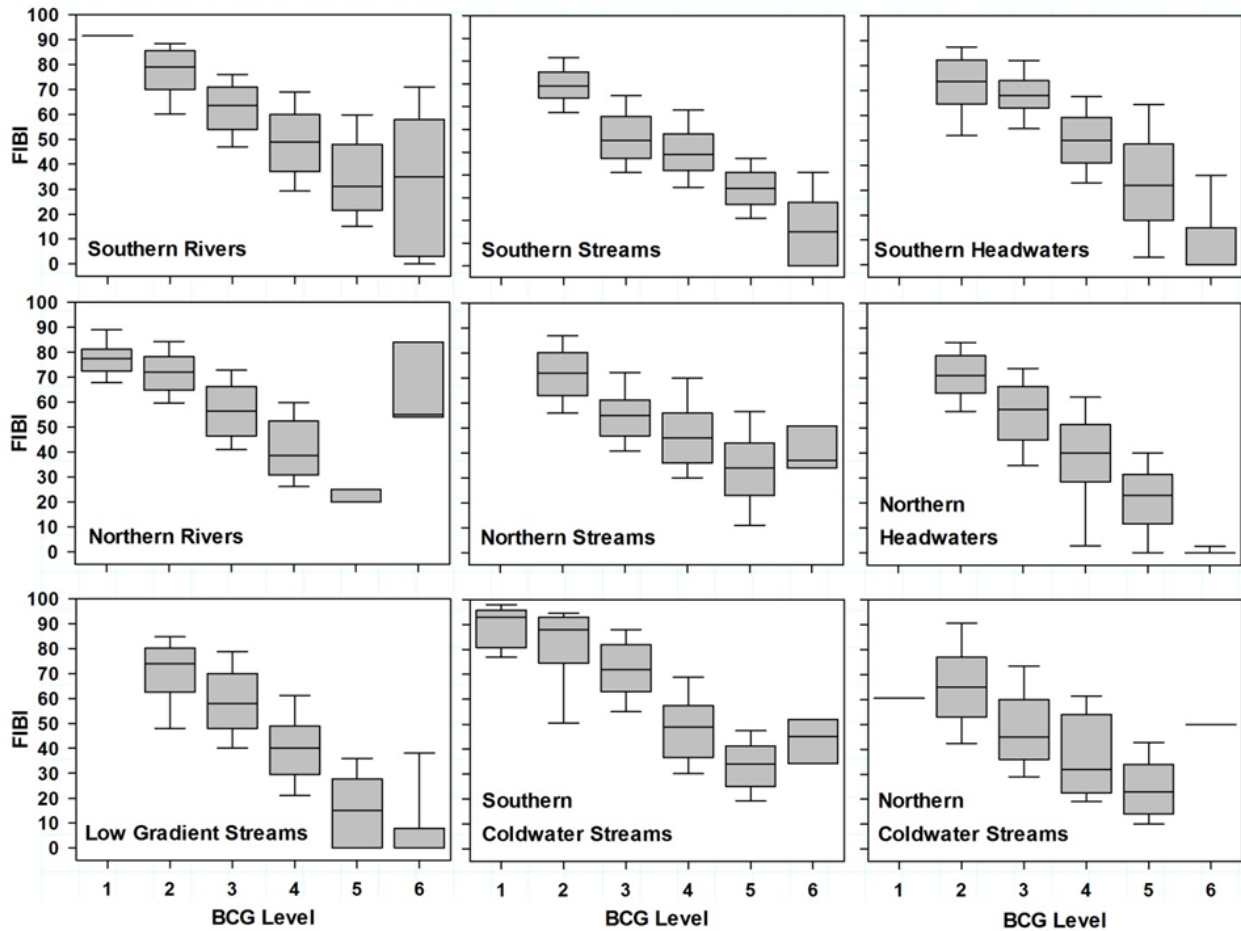 100
90
80
70
60
50
40
30
20
10
0
FIBI
Southern Rivers
Southern Streams
Southern Headwaters
100
90
80
70
60
50
40
30
20
10
0
FIBI
Northern Rivers
Northern Streams
Northern
Headwaters
100
90
80
70
60
50
40
30
20
10
0
FIBI
Low Gradient Streams
Southern
Coldwater Streams
Northern
Coldwater Streams
1 2 3 4 5 6
1 2 3 4 5 6
1 2 3 4 5 6
BCG Level
BCG Level
BCG Level